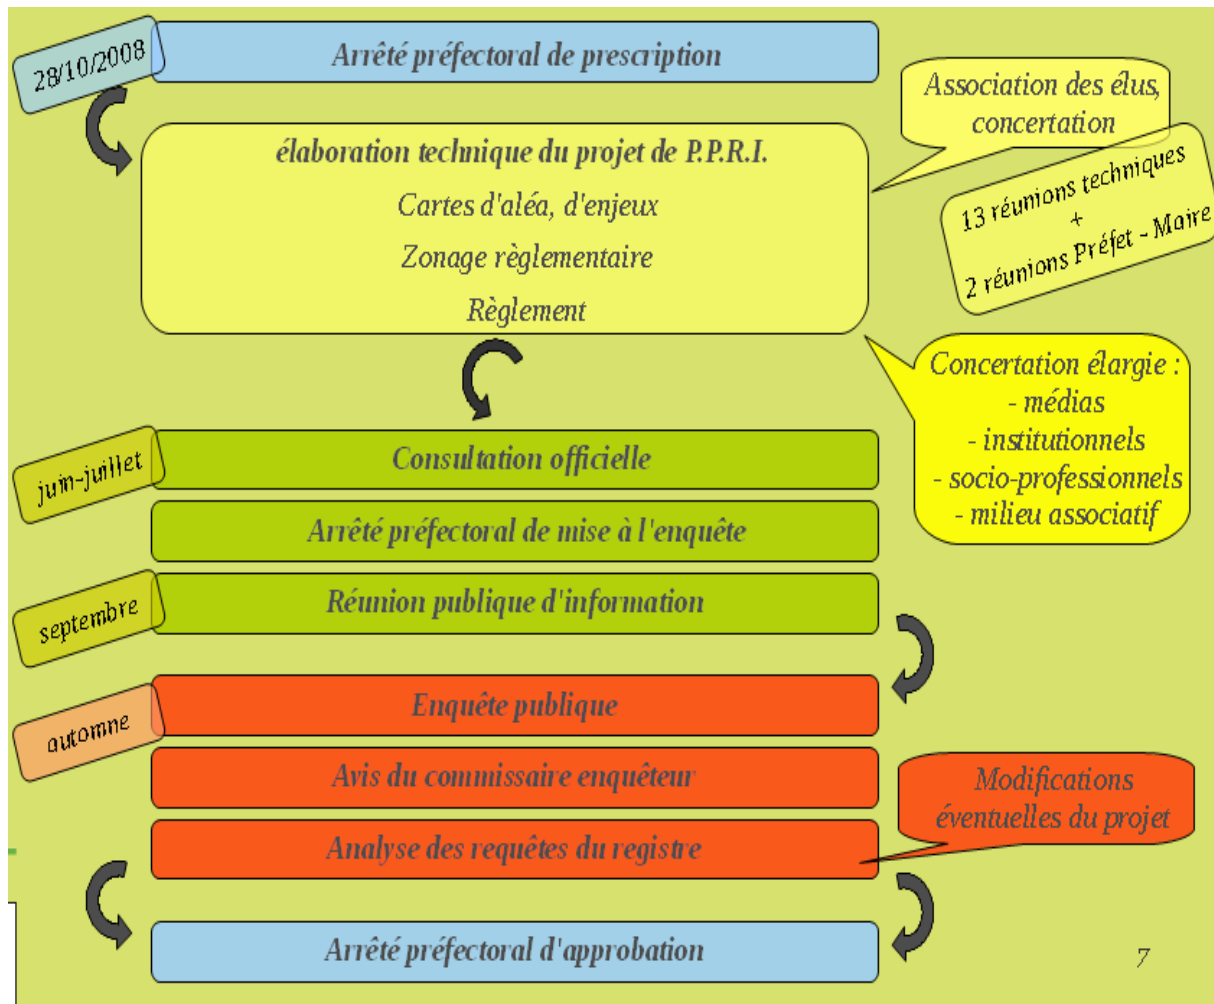 28/10/2008
Arrêté préfectoral de prescription
Association des élus,
concertation
élaboration technique du projet de P.P.R.I.
Cartes d'aléa, d'enjeux
Zonage règlementaire
Règlement
13 réunions techniques
+
2 réunions Préfet - Maire
Concertation élargie :
- médias
- institutionnels
- socio-professionnels
- milieu associatif
juin-juillet
Consultation officielle
Arrêté préfectoral de mise à l'enquête
septembre
Réunion publique d'information
automne
Enquête publique
Avis du commissaire enquêteur
Analyse des requêtes du registre
Modifications
éventuelles du projet
Arrêté préfectoral d'approbation
7